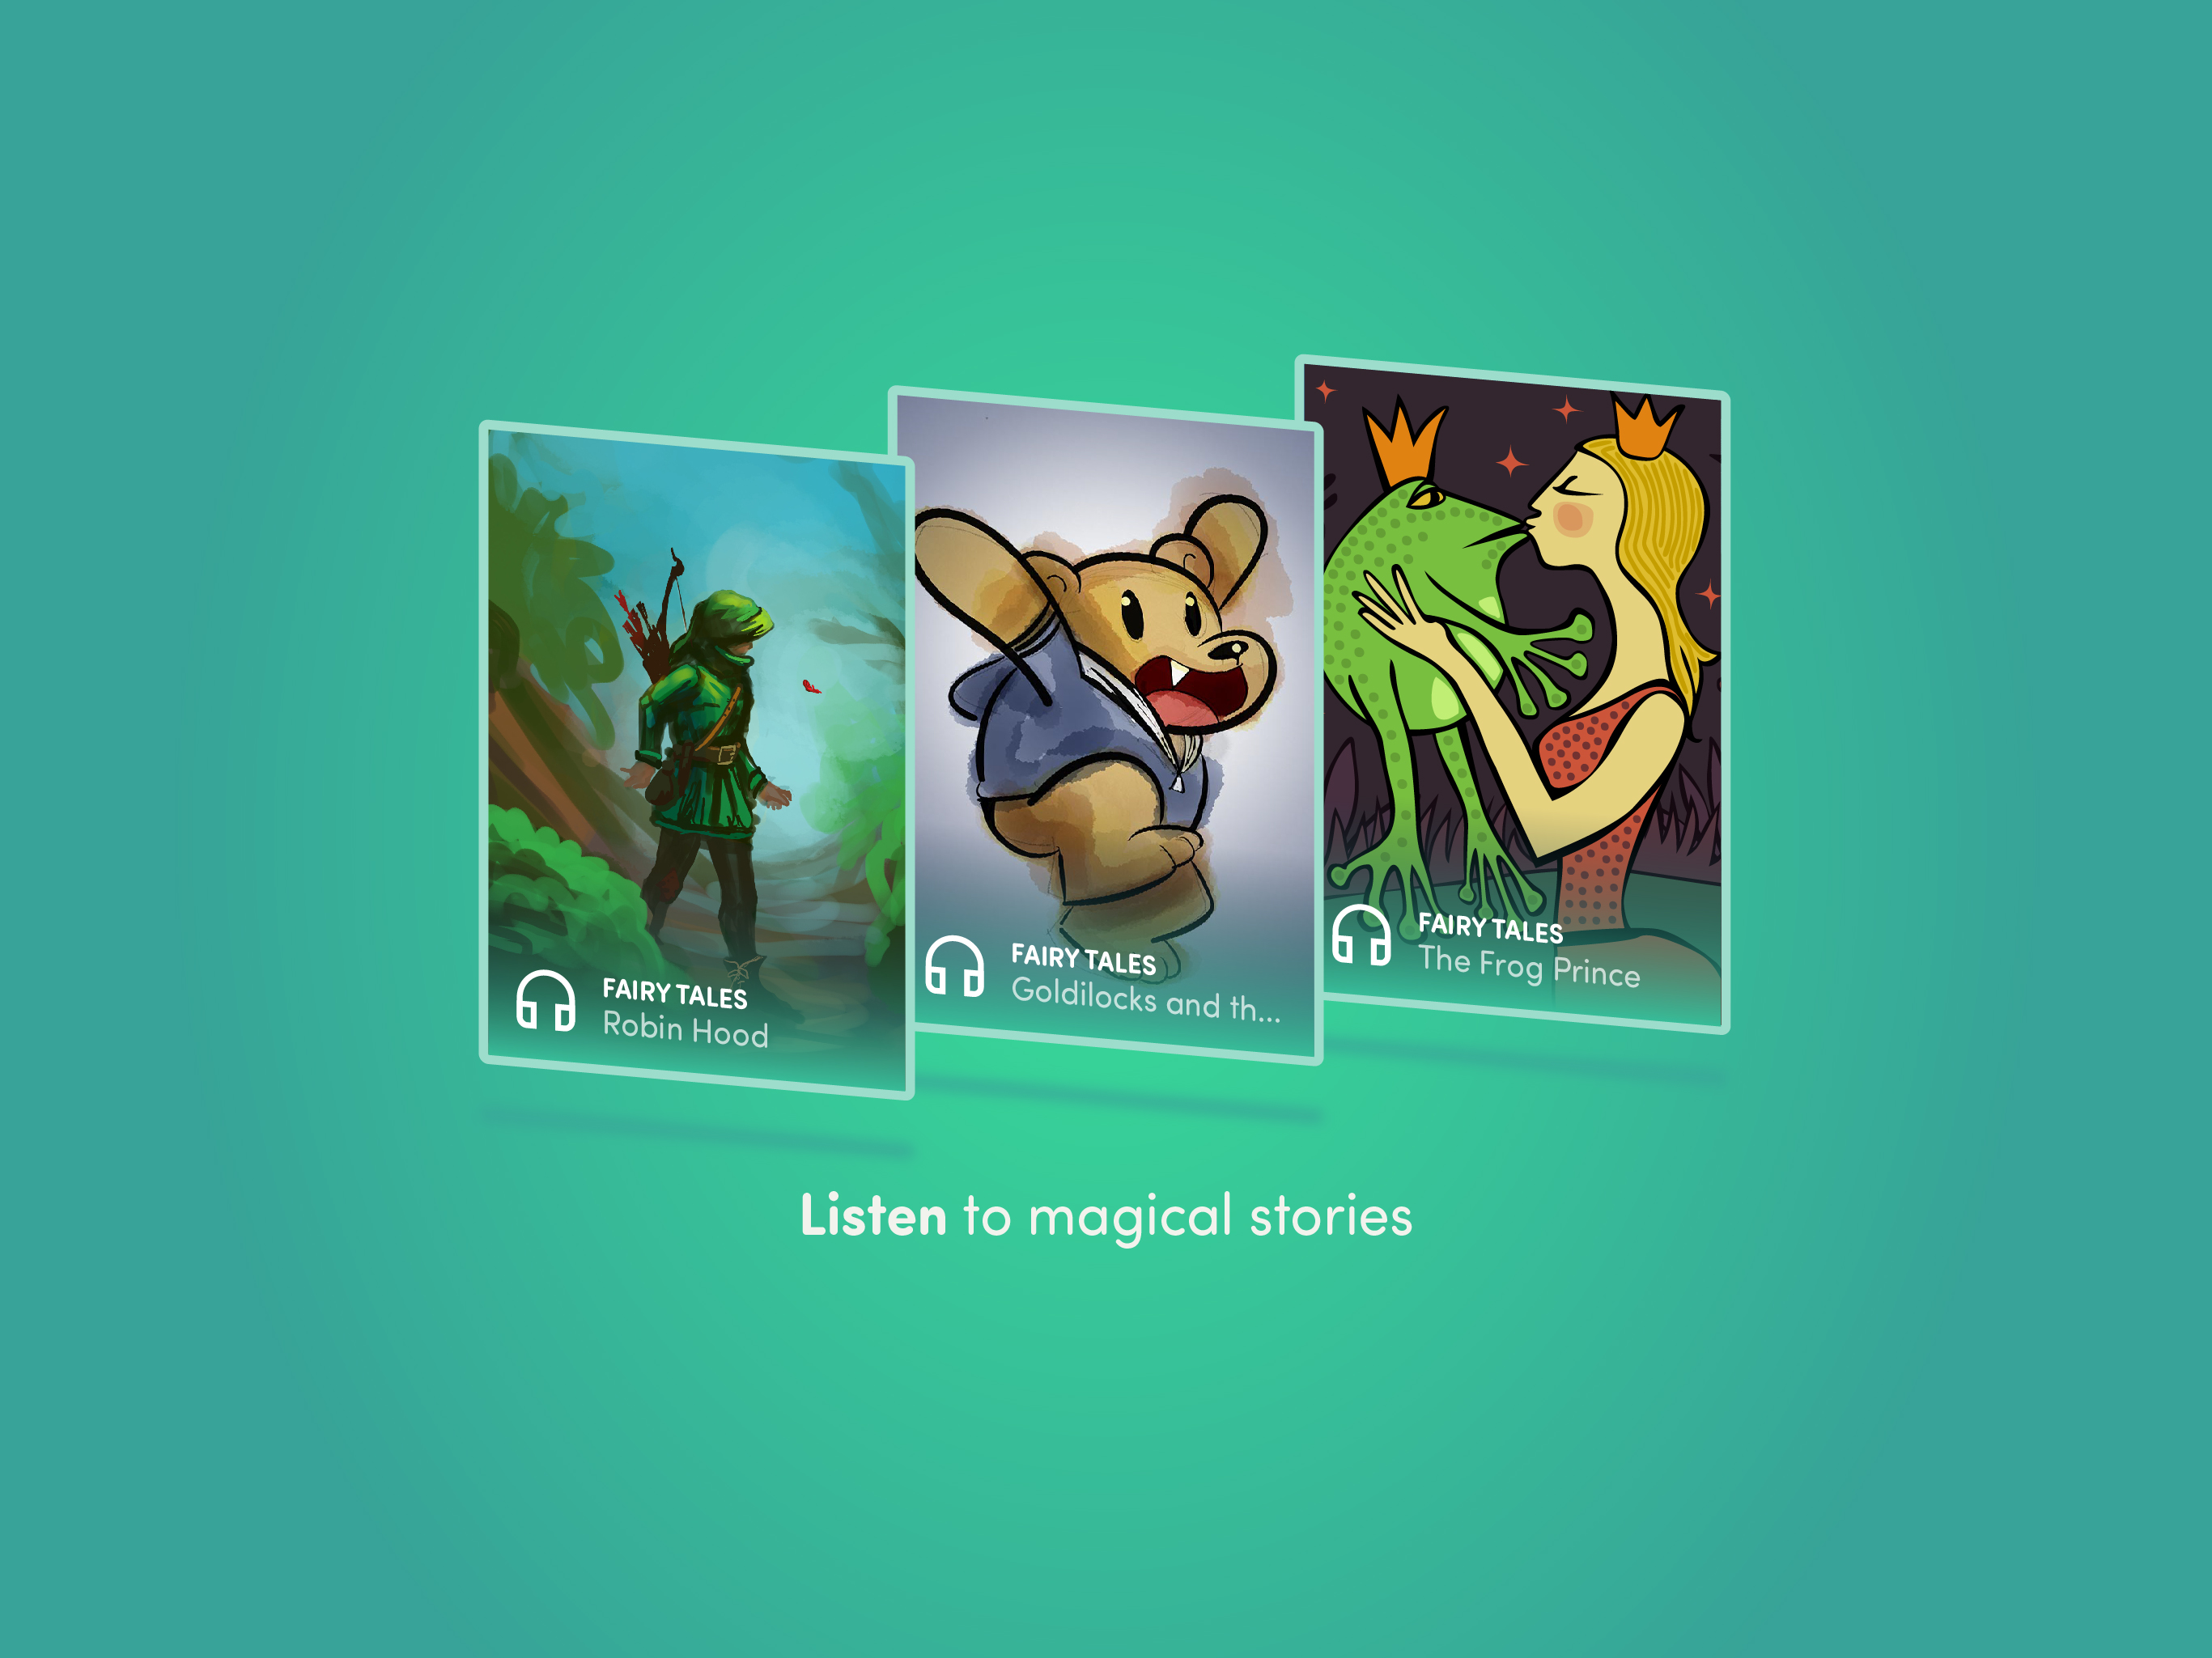 FAIRY TALES
Robin Hood
FAIRY TALES
Goldilocks and th...
FAIRY TALES
The Frog Prince
Listen to magical stories